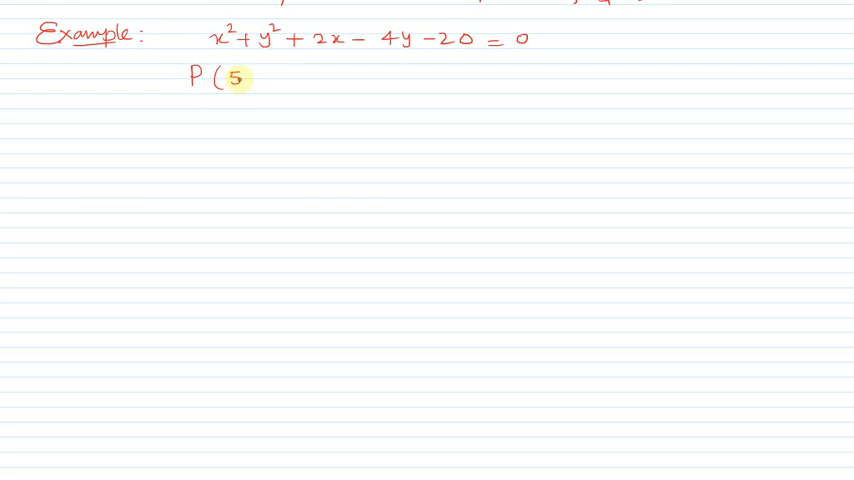 Example: x² + y² + 2x - 4y - 20 = 0
P ( 5